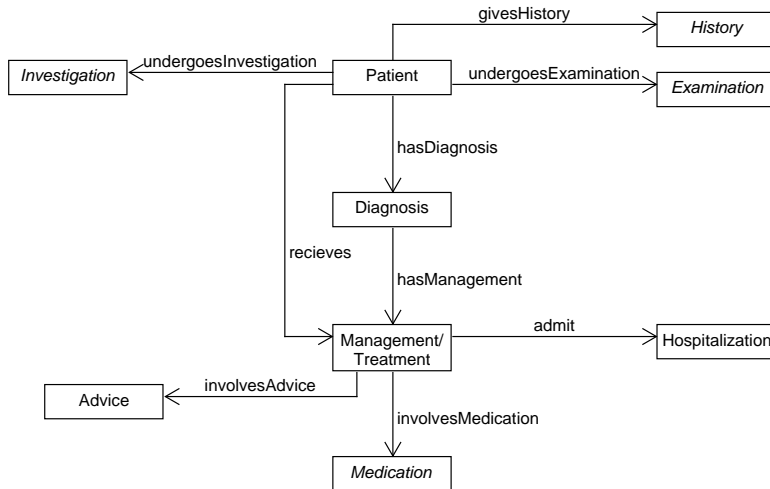 givesHistory
History
undergoesInvestigation
Investigation
Patient
undergoesExamination
Examination
hasDiagnosis
Diagnosis
recieves
hasManagement
Management/
Treatment
admit
Hospitalization
involvesAdvice
Advice
involvesMedication
Medication